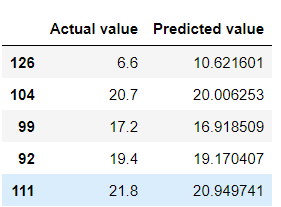 Actual value Predicted value
126 6.6 10.621601
104 20.7 20.006253
99 17.2 16.918509
92 19.4 19.170407
111 21.8 20.949741